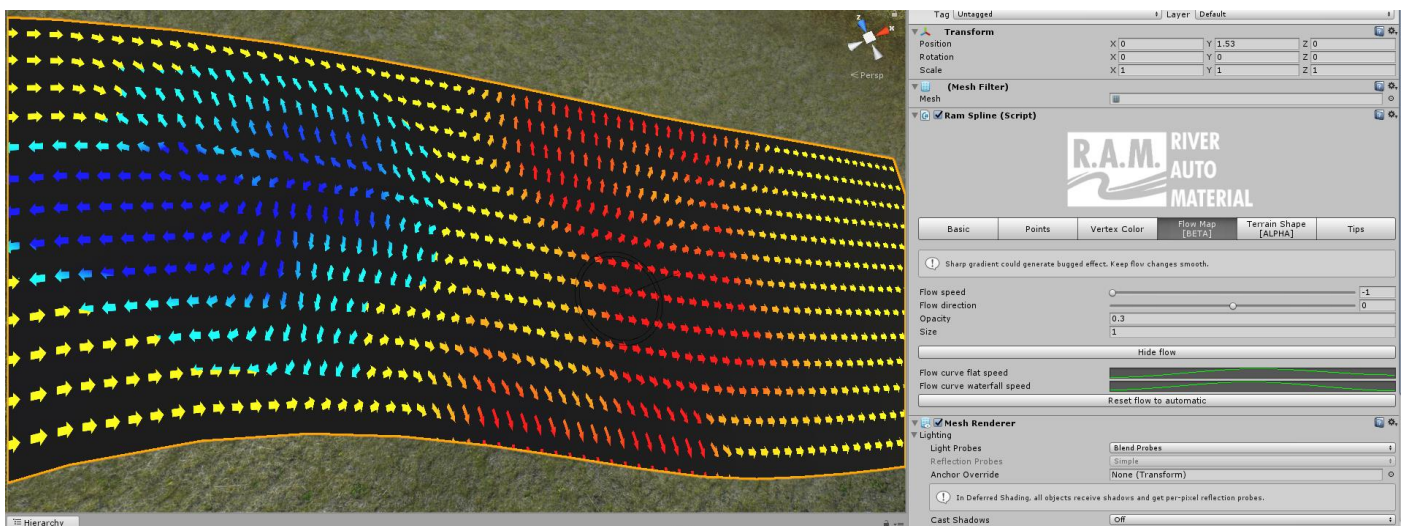 z
x
< Persp
Hierarchy
Tag Untagged Layer Default
Transform
Position X 0 Y 1.53 Z 0
Rotation X 0 Y 0 Z 0
Scale X 1 Y 1 Z 1
(Mesh Filter)
Mesh
Ram Spline (Script)
R.A.M. RIVER
AUTO
MATERIAL
Basic Points Vertex Color Flow Map [BETA] Terrain Shape [ALPHA] Tips
Sharp gradient could generate bugged effect. Keep flow changes smooth.
Flow speed -1
Flow direction 0
Opacity 0.3
Size 1
Hide flow
Flow curve flat speed
Flow curve waterfall speed
Reset flow to automatic
Mesh Renderer
Lighting
Light Probes Blend Probes
Reflection Probes Simple
Anchor Override None (Transform)
In Deferred Shading, all objects receive shadows and get per-pixel reflection probes.
Cast Shadows Off